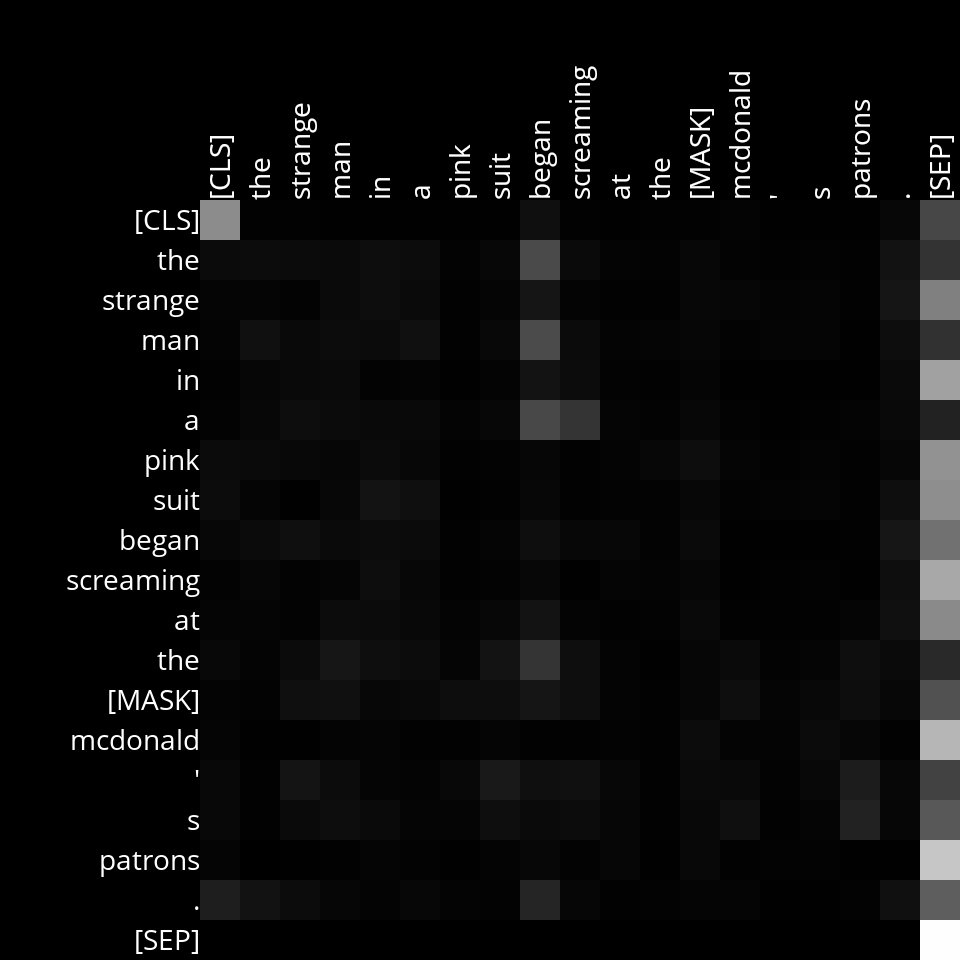 [CLS] the strange man in a pink suit began screaming at the [MASK] mcdonald ' s patrons . [SEP]
[CLS]
the
strange
man
in
a
pink
suit
began
screaming
at
the
[MASK]
mcdonald
'
s
patrons
.
[SEP]